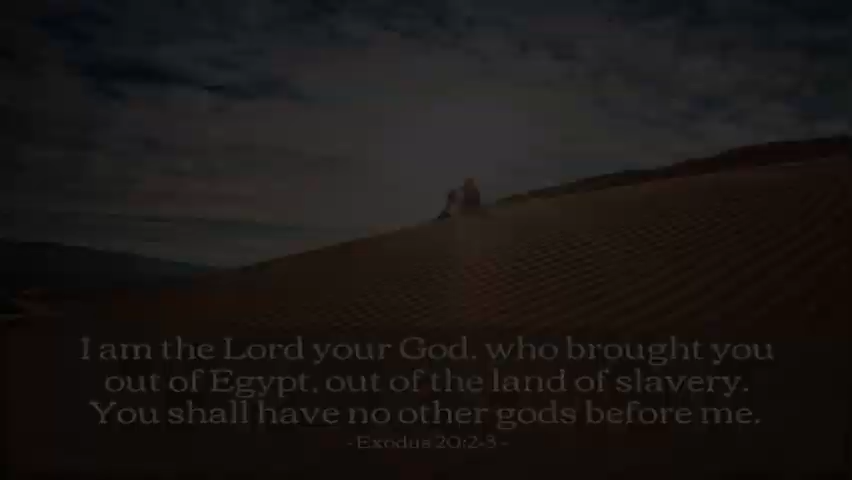 I am the Lord your God, who brought you
out of Egypt, out of the land of slavery.
You shall have no other gods before me.
- Exodus 20:2-3 -